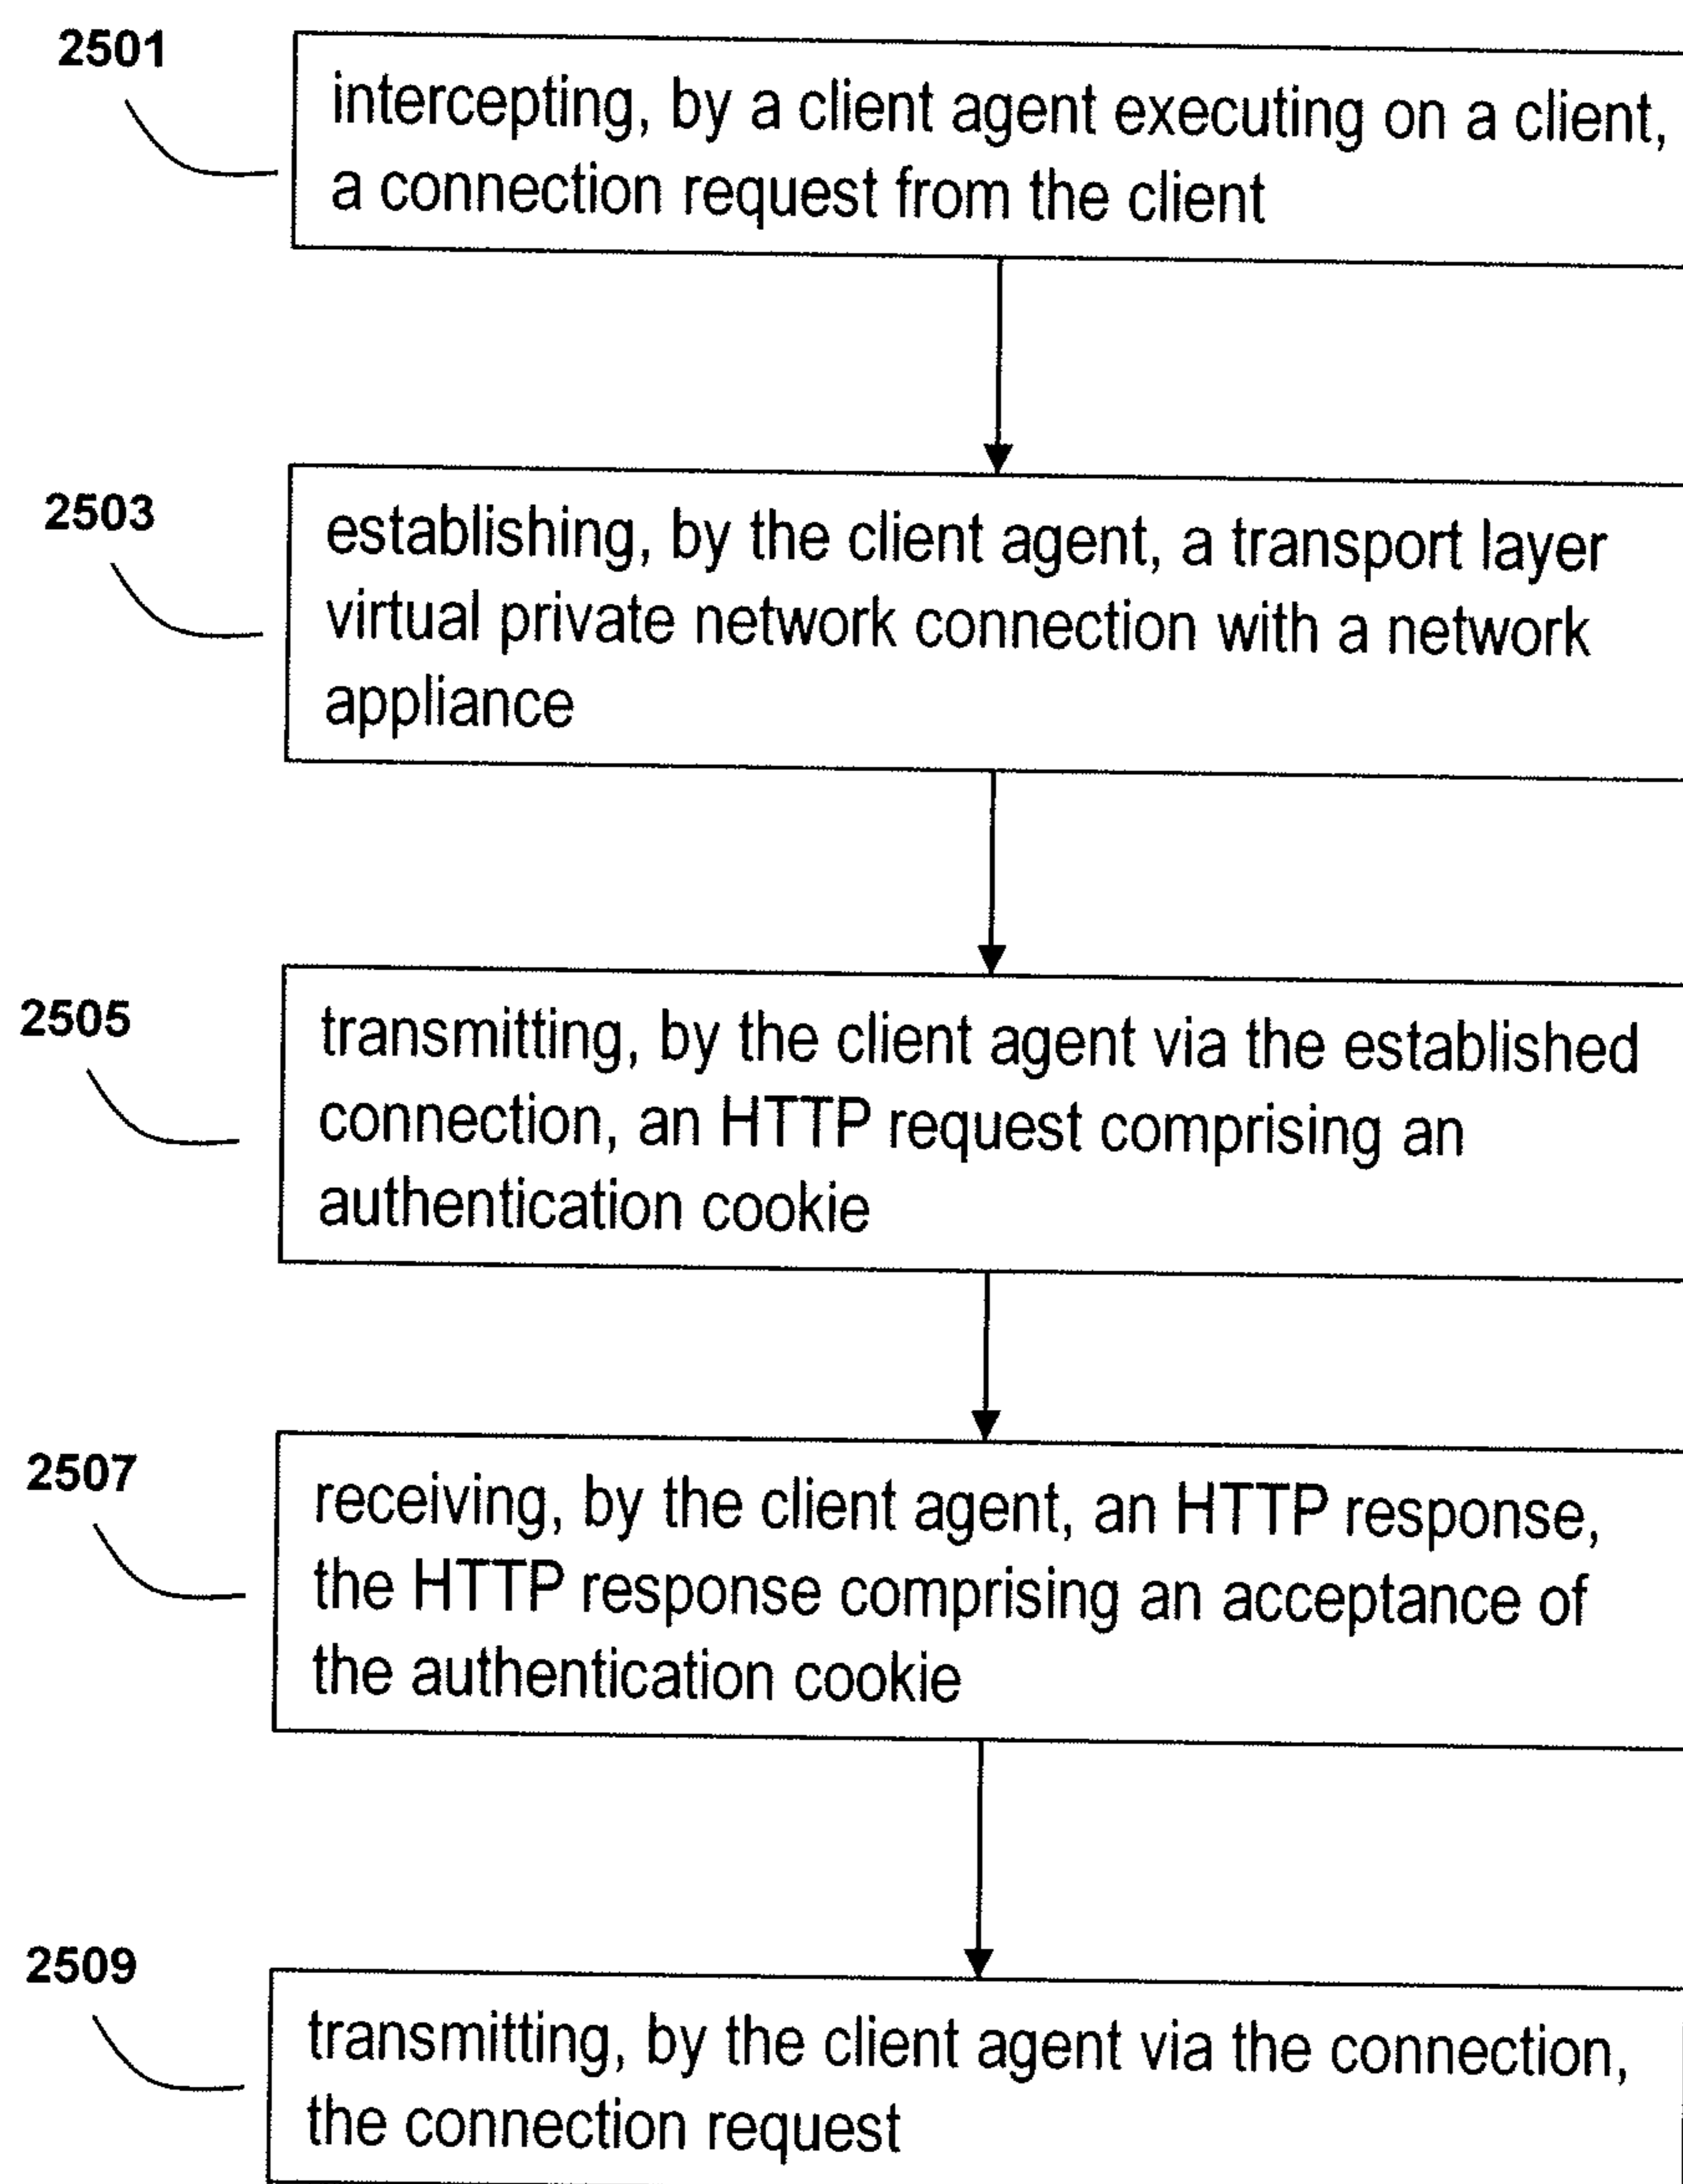 2501
intercepting, by a client agent executing on a client,
a connection request from the client
2503
establishing, by the client agent, a transport layer
virtual private network connection with a network
appliance
2505
transmitting, by the client agent via the established
connection, an HTTP request comprising an
authentication cookie
2507
receiving, by the client agent, an HTTP response,
the HTTP response comprising an acceptance of
the authentication cookie
2509
transmitting, by the client agent via the connection,
the connection request